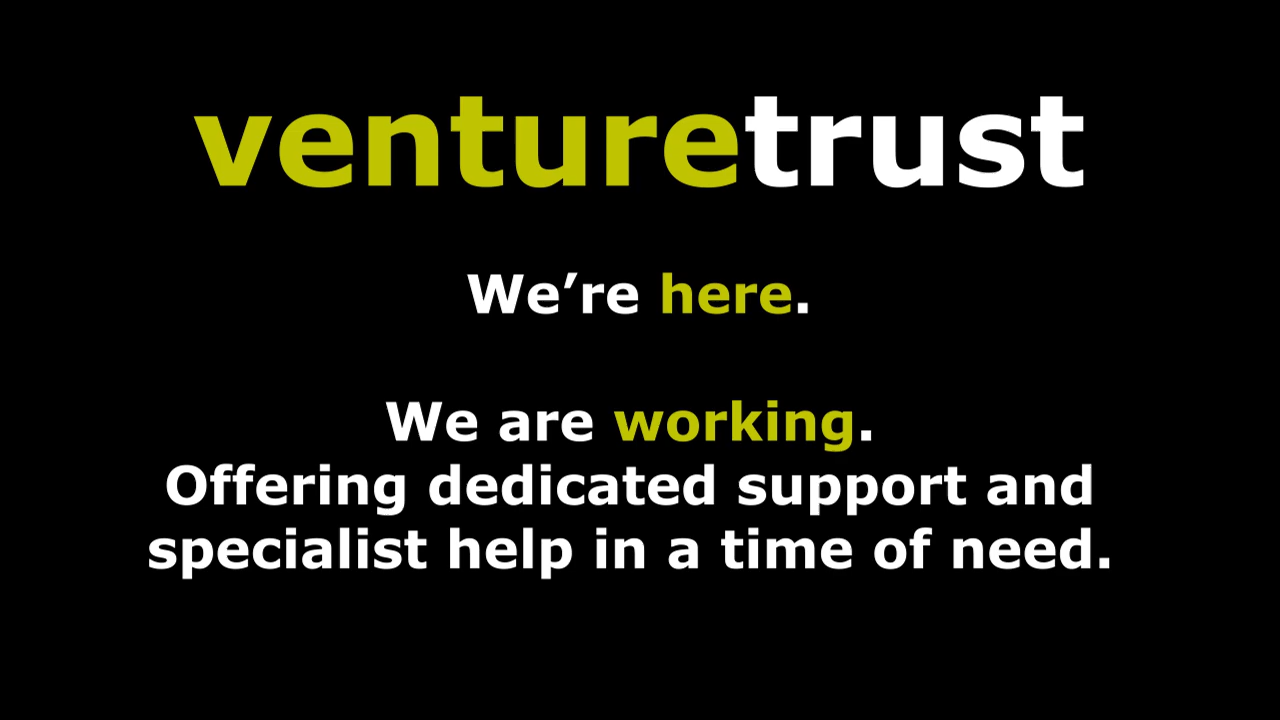 venturetrust
We’re here.
We are working.
Offering dedicated support and
specialist help in a time of need.